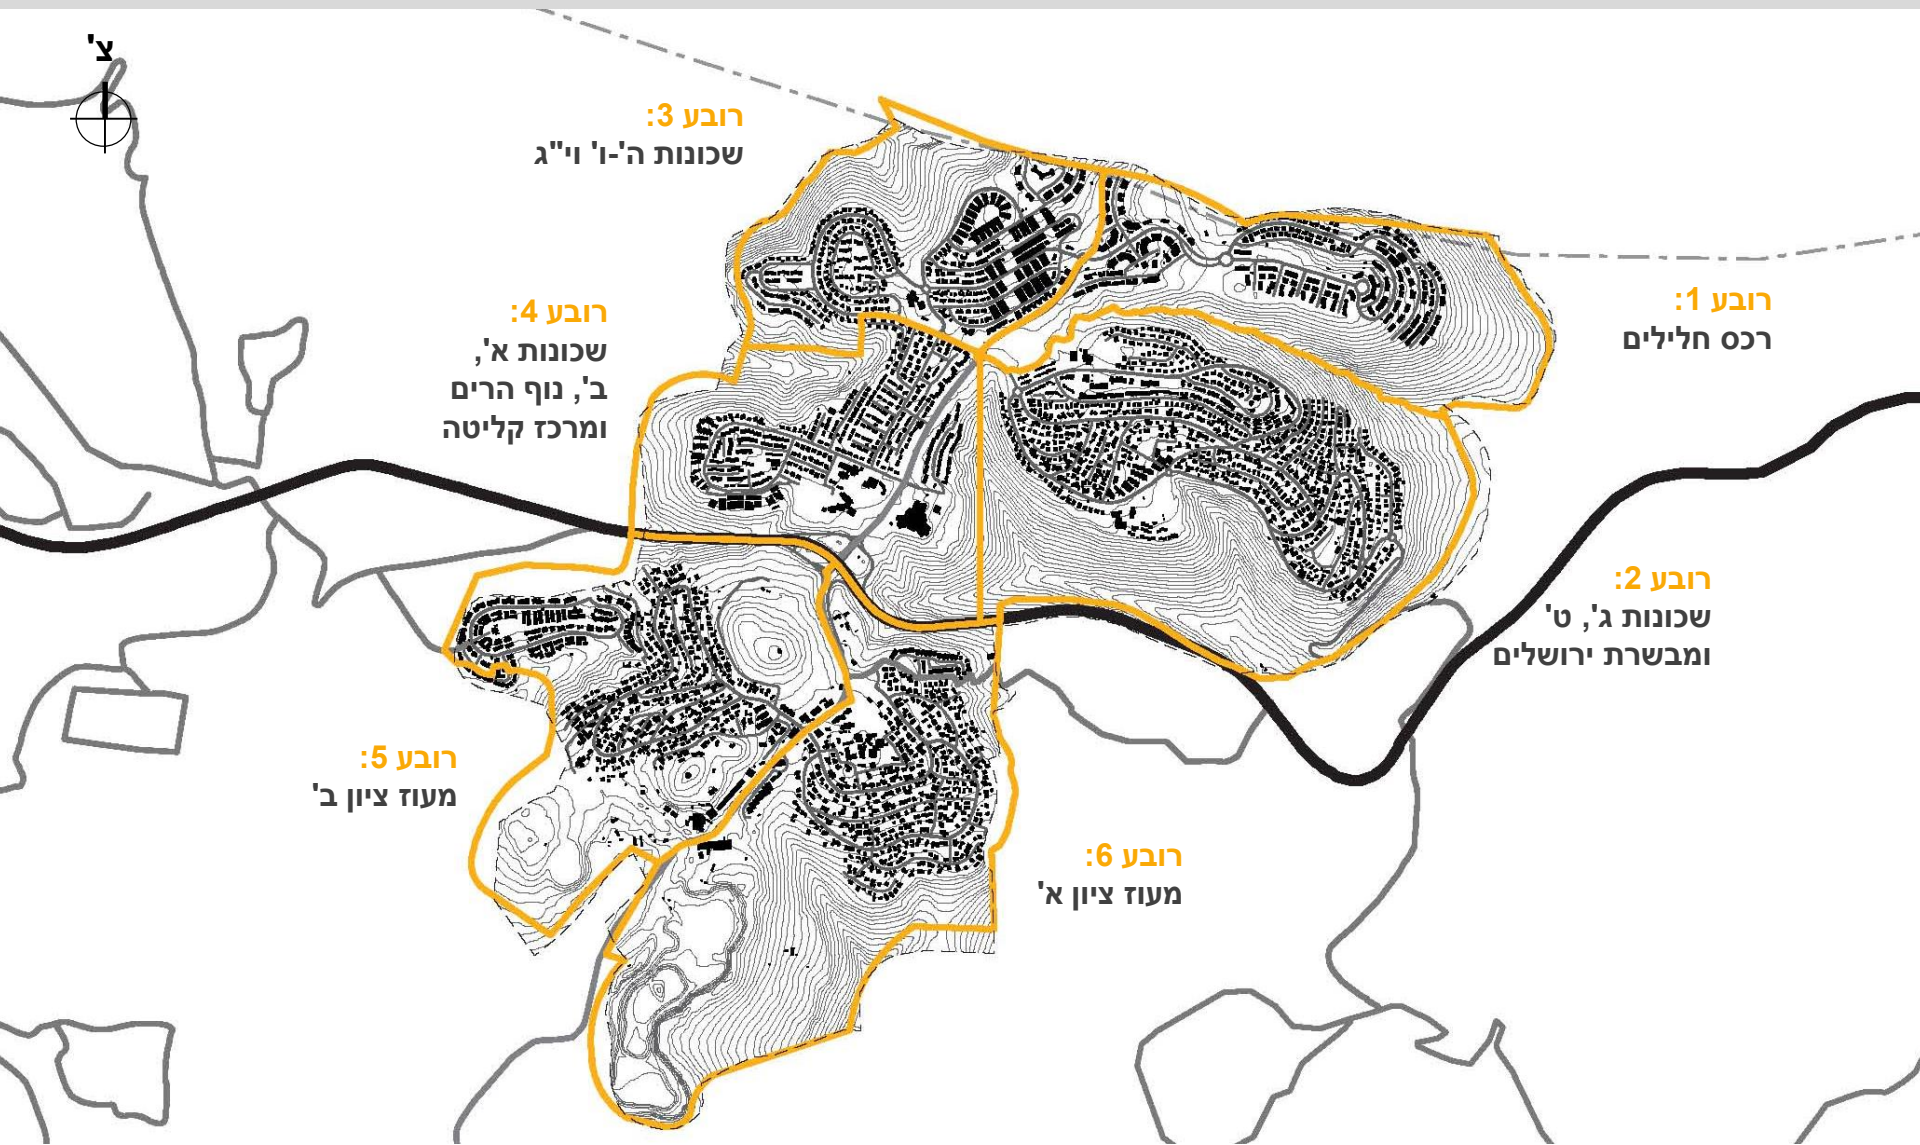 צ'
רובע 3:
שכונות ה'-ו' וי"ג
רובע 1:
רכס חלילים
רובע 4:
שכונות א',
ב', נוף הרים
ומרכז קליטה
רובע 2:
שכונות ג', ט'
ומבשרת ירושלים
רובע 5:
מעוז ציון ב'
רובע 6:
מעוז ציון א'